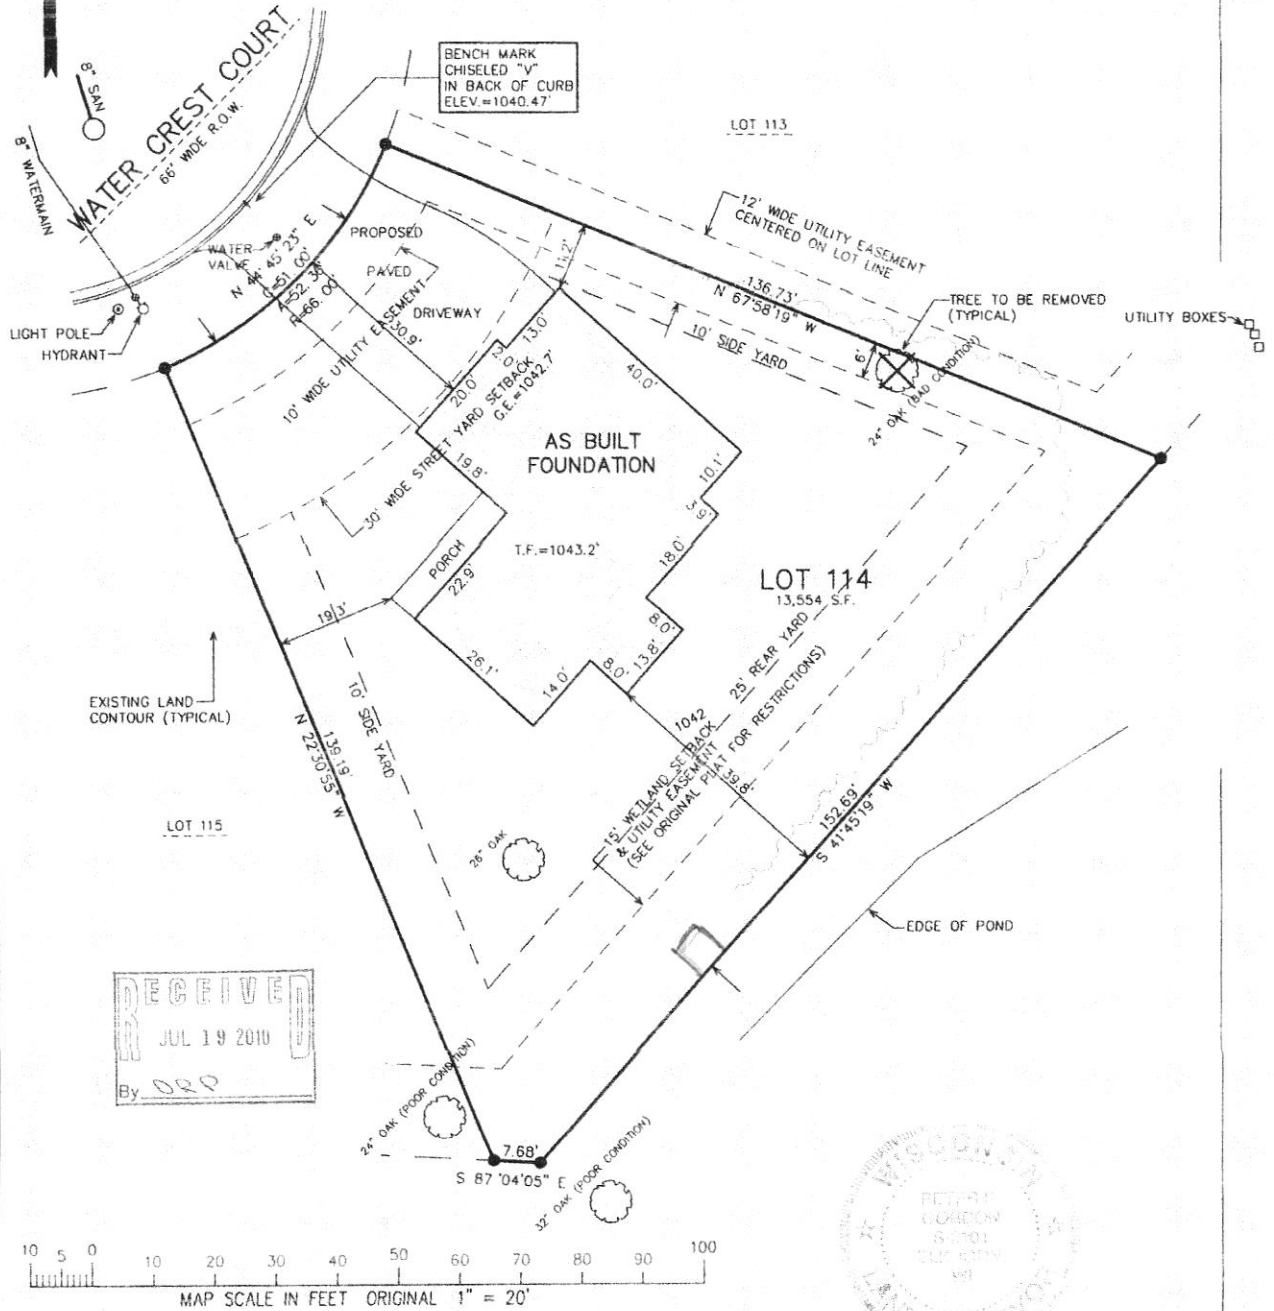 BENCH MARK
CHISELED "V"
IN BACK OF CURB
ELEV.=1040.47'
8" SAN
WATER CREST COURT
66' WIDE R.O.W.
8" WATERMAIN
LOT 113
12' WIDE UTILITY EASEMENT
CENTERED ON LOT LINE
136.73'
N 67°58'19" W
WATER
VALVE
N 44° 45' 23" E
C=51.00'
A=52.38'
R=66.00'
PROPOSED
PAVED
DRIVEWAY
LIGHT POLE
HYDRANT
TREE TO BE REMOVED
(TYPICAL)
UTILITY BOXES
10' SIDE YARD
6'
24" OAK (BAD CONDITION)
11.2'
30.9'
10' WIDE UTILITY EASEMENT
30' WIDE STREET YARD SETBACK
G.E.=1042.7'
13.0'
2.0'
20.0'
40.0'
AS BUILT
FOUNDATION
19.8'
10.1'
3.9'
18.0'
T.F.=1043.2'
PORCH
22.9'
LOT 114
13,554 S.F.
8.0'
13.8'
8.0'
14.0'
26.1'
19.3'
EXISTING LAND
CONTOUR (TYPICAL)
139.19'
N 22°30'55" W
10' SIDE YARD
1042
25' REAR YARD
15' WETLAND SETBACK
& UTILITY EASEMENT
(SEE ORIGINAL PLAT FOR RESTRICTIONS)
39.8'
152.69'
S 41°45'19" W
LOT 115
26" OAK
EDGE OF POND
RECEIVED
JUL 19 2010
By
24" OAK (POOR CONDITION)
7.68'
S 87°04'05" E
32" OAK (POOR CONDITION)
WISCONSIN
10 5 0 10 20 30 40 50 60 70 80 90 100
MAP SCALE IN FEET ORIGINAL 1" = 20'